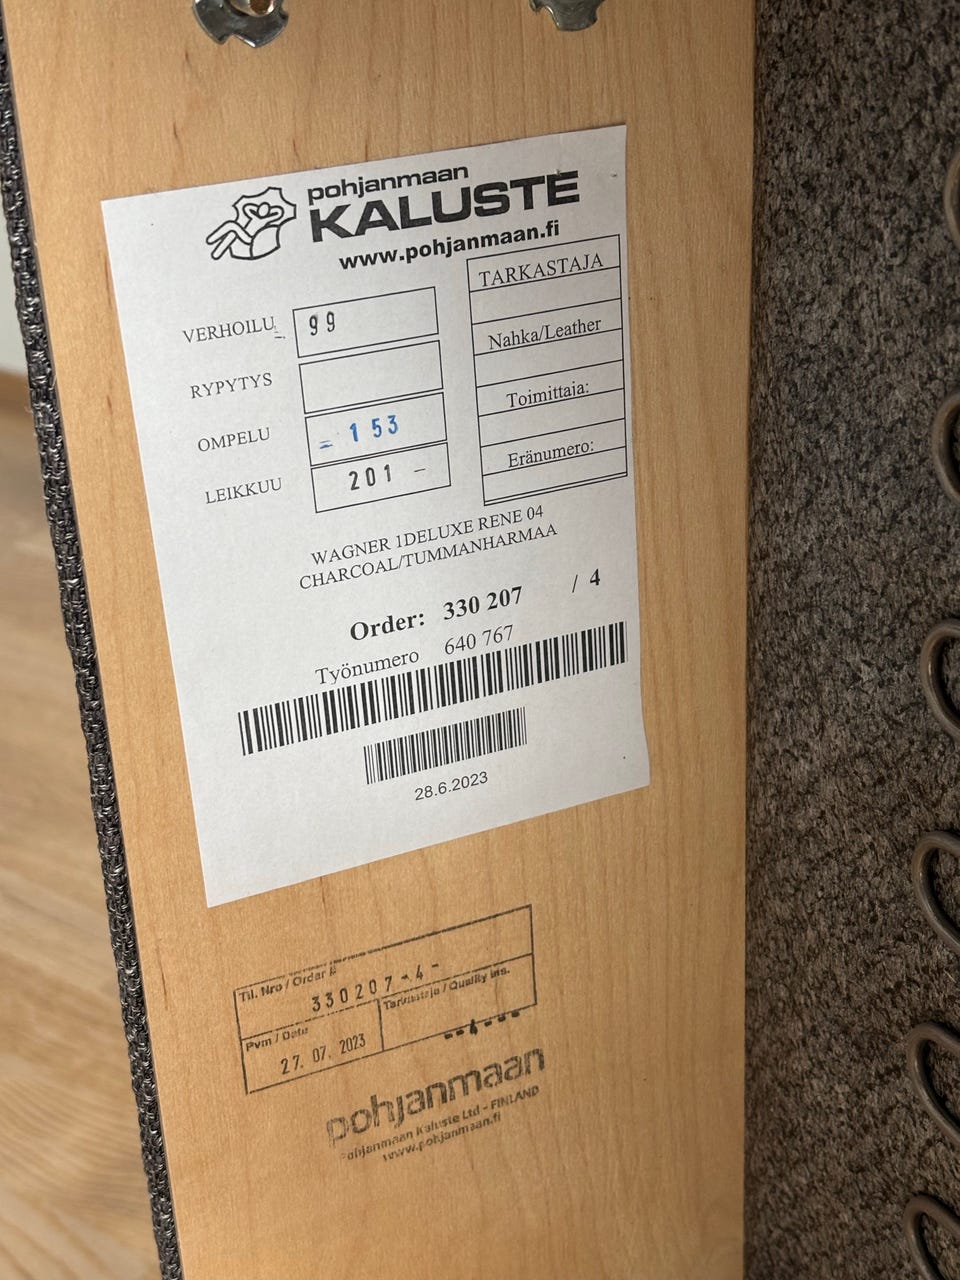 pohjanmaan
KALUSTE
www.pohjanmaan.fi
TARKASTAJA
Nahka/Leather
Toimittaja:
Eränumero:
VERHOILU 99
RYPYTYS
OMPELU = 153
LEIKKUU 201 -
WAGNER 1DELUXE RENE 04
CHARCOAL/TUMMANHARMAA
Order: 330 207 / 4
Työnumero 640 767
28.6.2023
Til. Nro / Order #
330207-4-
Pvm / Date
27. 07. 2023
Tarkastaja / Quality ins.
pohjanmaan
Pohjanmaan Kaluste Ltd - FINLAND
www.pohjanmaan.fi